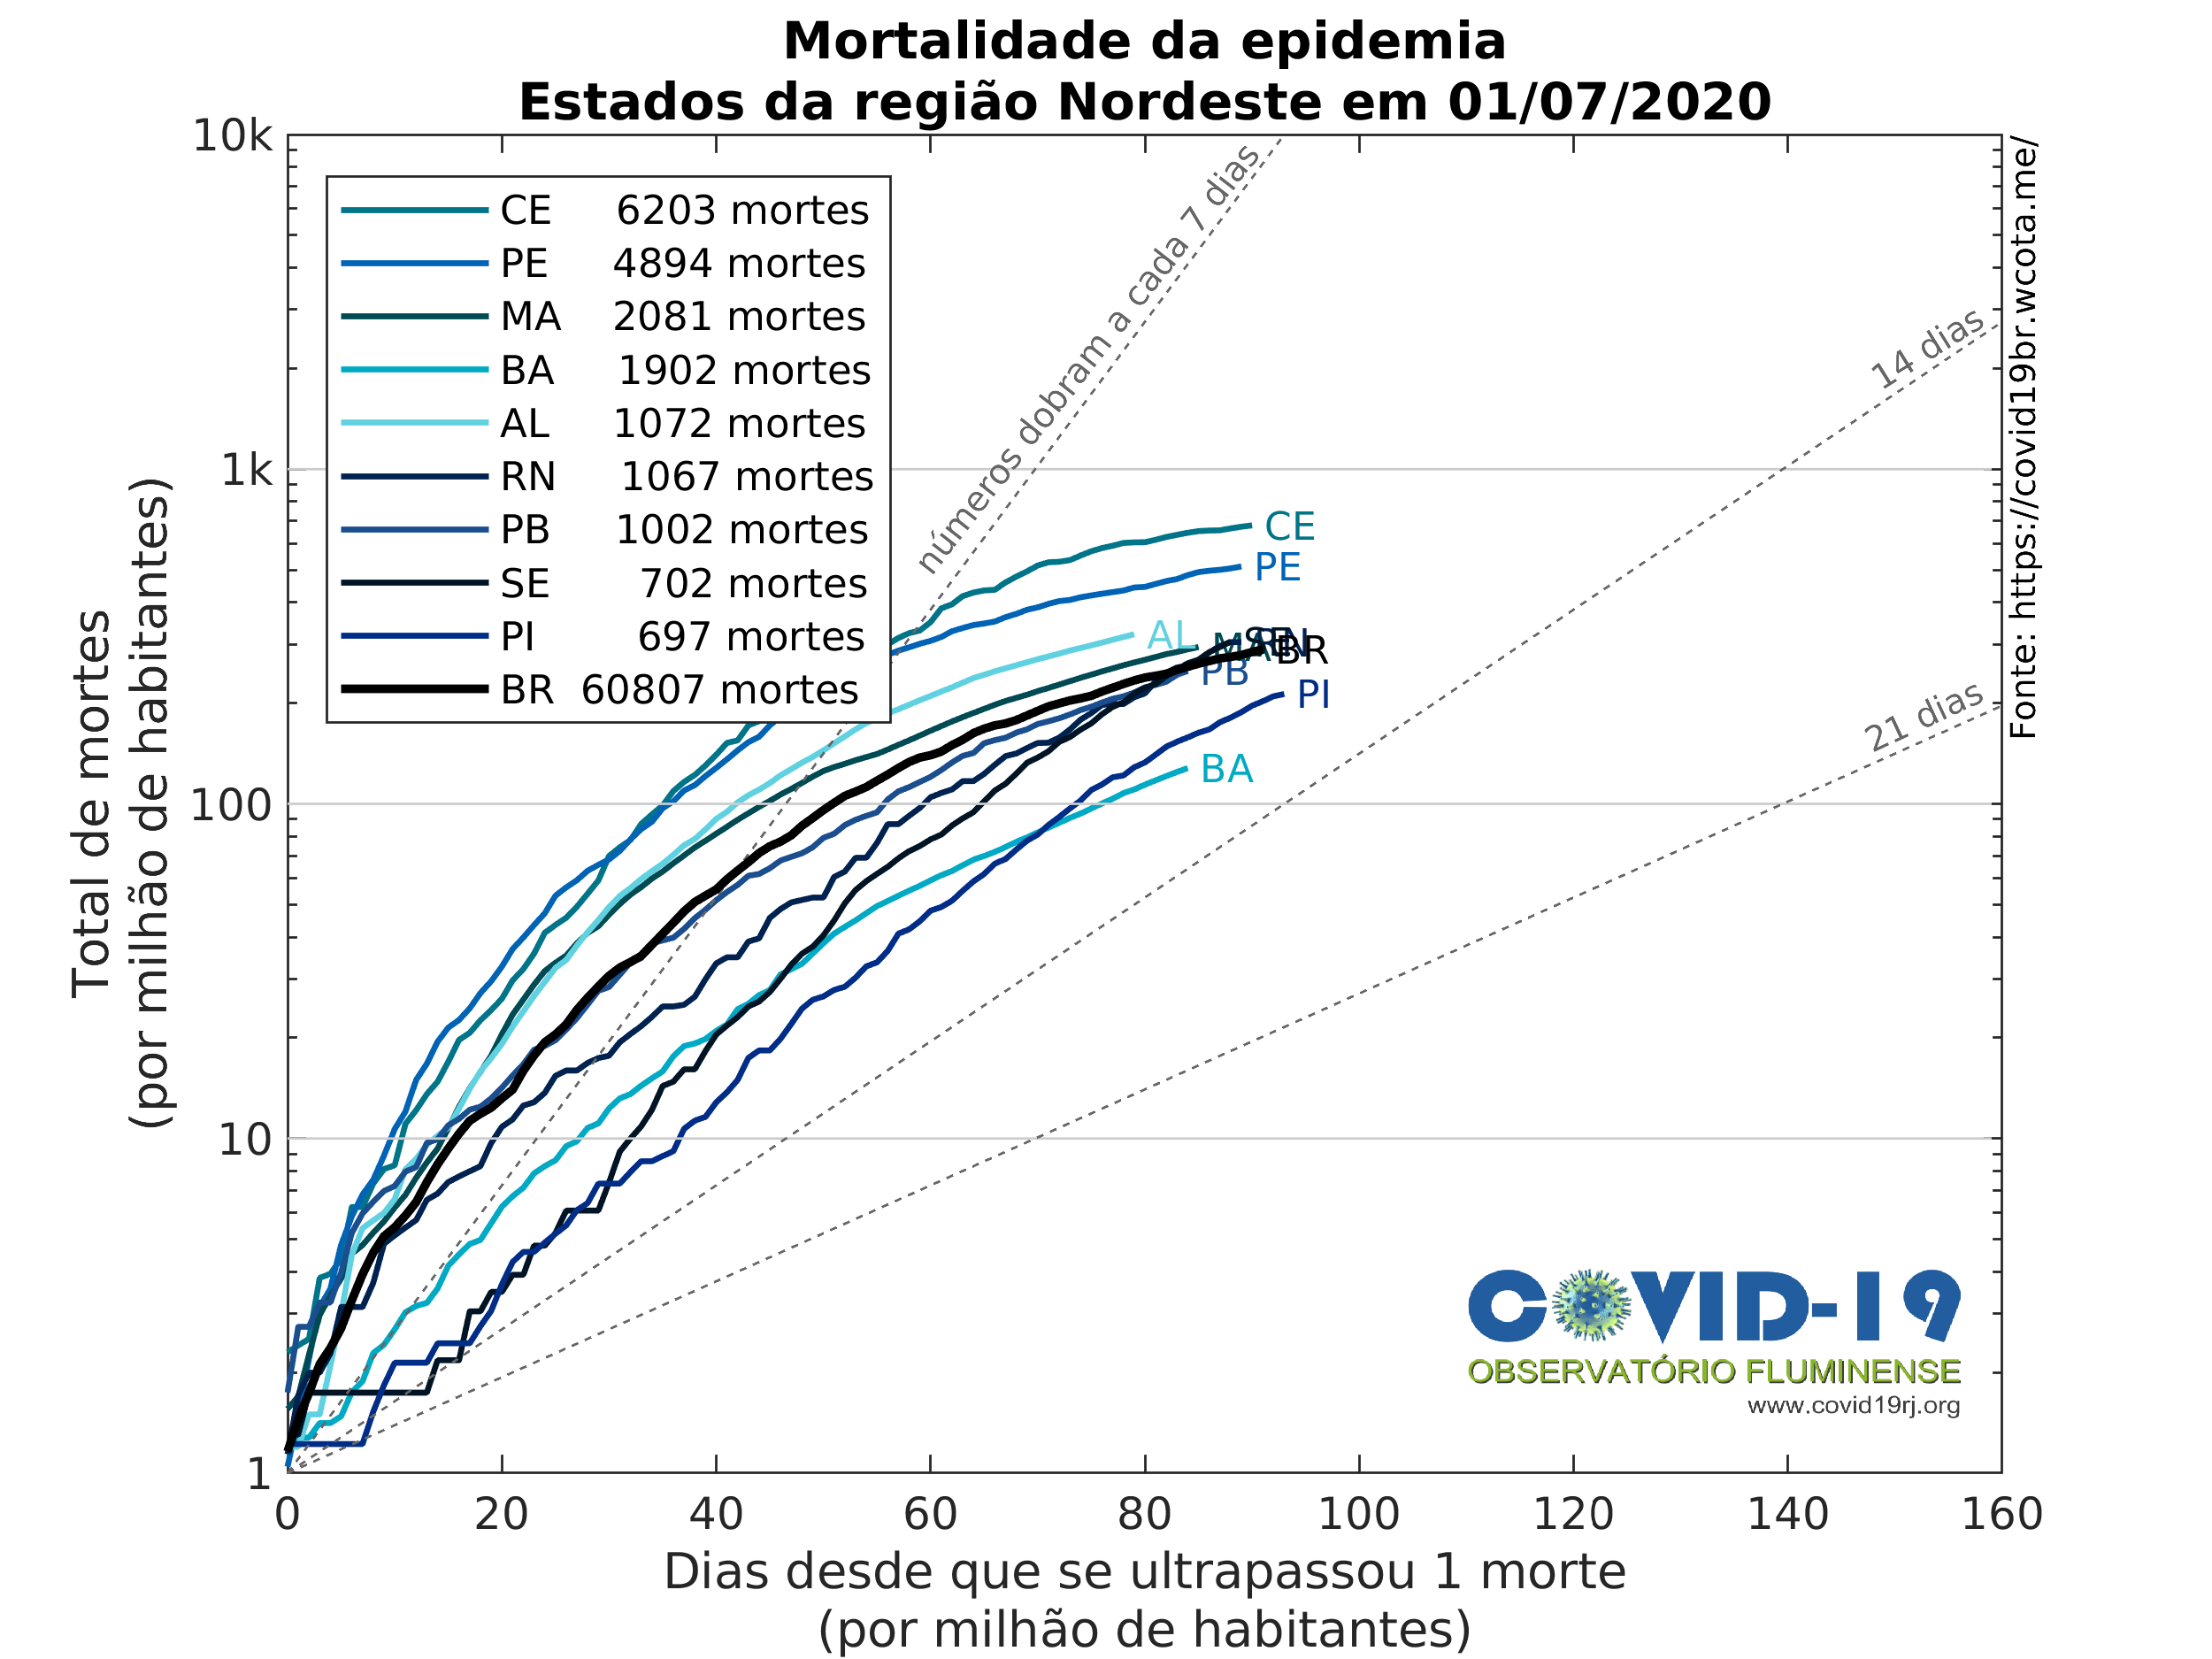 Mortalidade da epidemia
Estados da região Nordeste em 01/07/2020
Total de mortes
(por milhão de habitantes)
10k
1k
100
10
1
CE 6203 mortes
PE 4894 mortes
MA 2081 mortes
BA 1902 mortes
AL 1072 mortes
RN 1067 mortes
PB 1002 mortes
SE 702 mortes
PI 697 mortes
BR 60807 mortes
números dobram a cada 7 dias
14 dias
21 dias
CE
PE
AL
MA
SE
RN
BR
PB
PI
BA
Fonte: https://covid19br.wcota.me/
COVID-19
OBSERVATÓRIO FLUMINENSE
www.covid19rj.org
0 20 40 60 80 100 120 140 160
Dias desde que se ultrapassou 1 morte
(por milhão de habitantes)